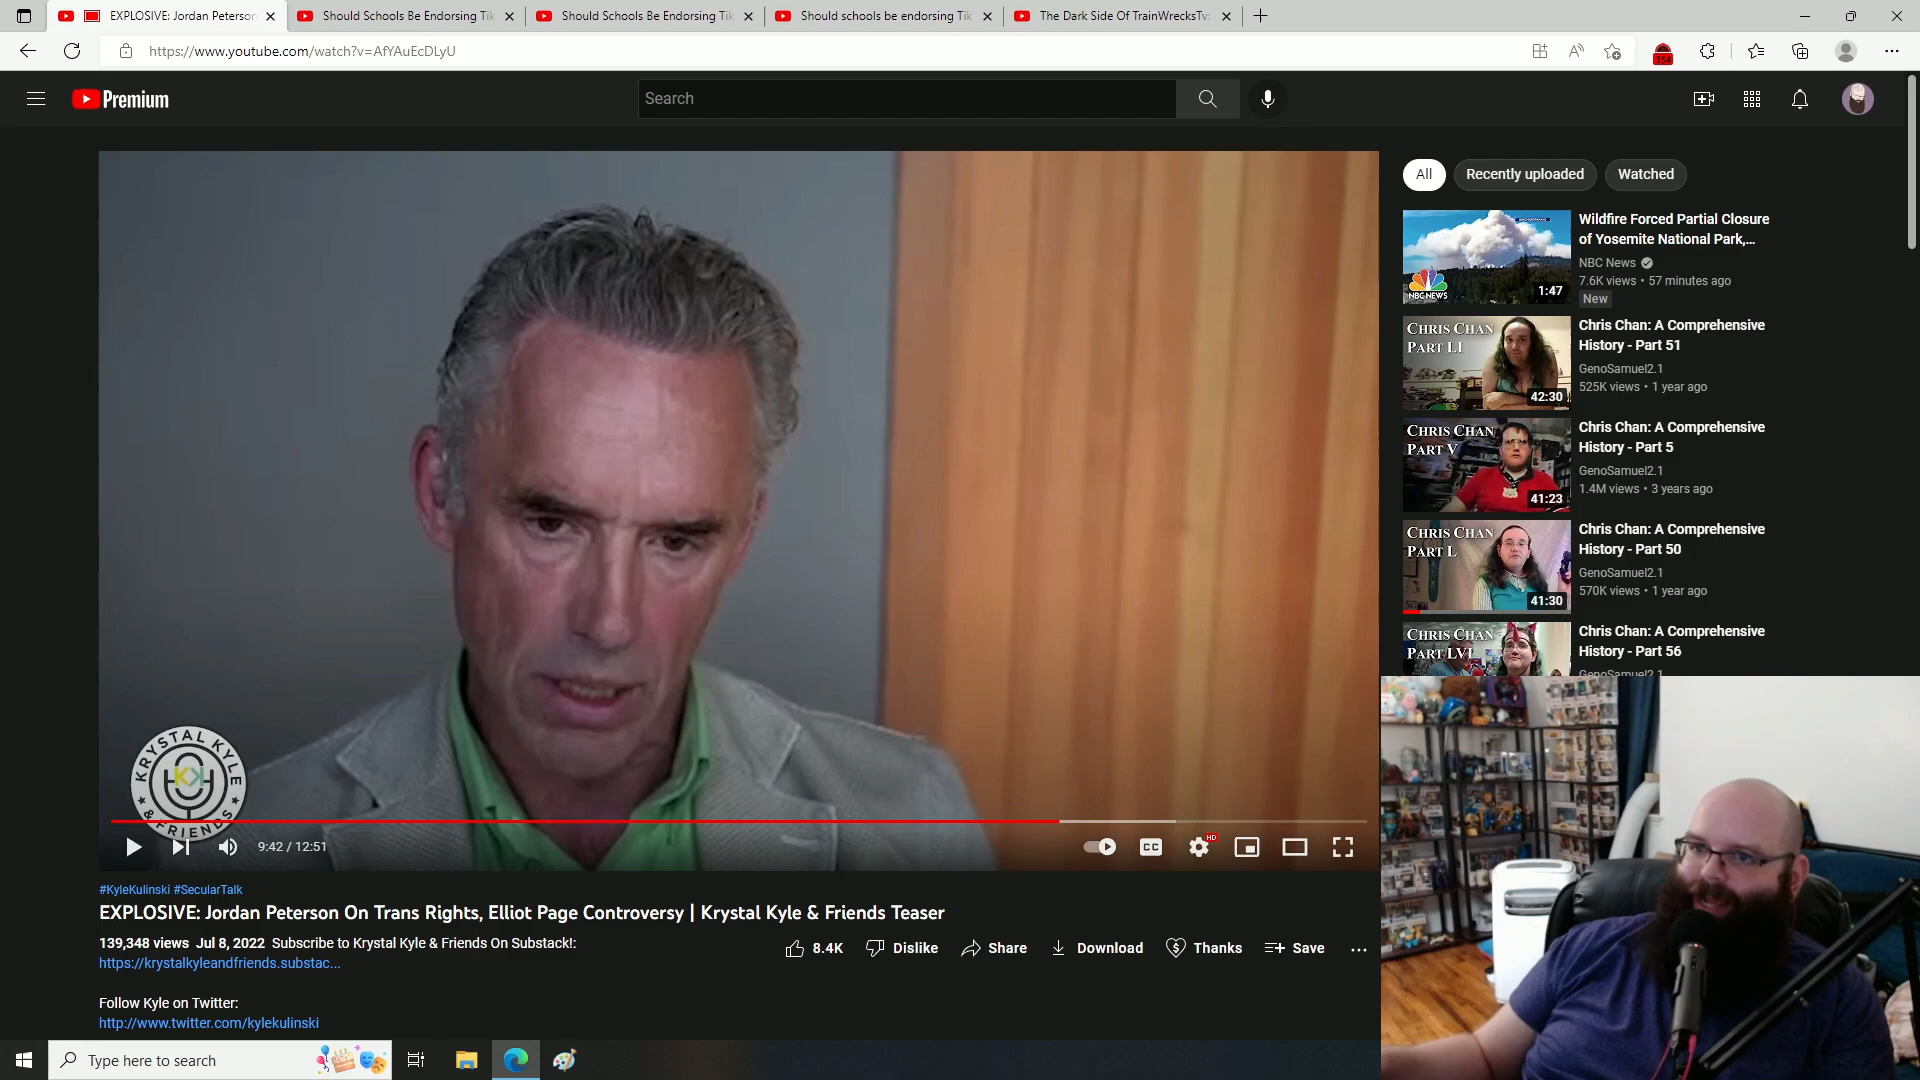 EXPLOSIVE: Jordan Peterson
Should Schools Be Endorsing Tik
Should Schools Be Endorsing Tik
Should schools be endorsing Tik
The Dark Side Of TrainWrecksTv:
https://www.youtube.com/watch?v=AfYAuEcDLyU
154
Premium
Search
All
Recently uploaded
Watched
NBC NEWS
1:47
Wildfire Forced Partial Closure
of Yosemite National Park,...
NBC News
7.6K views • 57 minutes ago
New
CHRIS CHAN
PART LI
42:30
Chris Chan: A Comprehensive
History - Part 51
GenoSamuel2.1
525K views • 1 year ago
CHRIS CHAN
PART V
41:23
Chris Chan: A Comprehensive
History - Part 5
GenoSamuel2.1
1.4M views • 3 years ago
CHRIS CHAN
PART L
41:30
Chris Chan: A Comprehensive
History - Part 50
GenoSamuel2.1
570K views • 1 year ago
CHRIS CHAN
PART LVI
Chris Chan: A Comprehensive
History - Part 56
GenoSamuel2.1
KRYSTAL KYLE
KK
& FRIENDS
9:42 / 12:51
CC
HD
#KyleKulinski #SecularTalk
EXPLOSIVE: Jordan Peterson On Trans Rights, Elliot Page Controversy | Krystal Kyle & Friends Teaser
139,348 views Jul 8, 2022 Subscribe to Krystal Kyle & Friends On Substack!:
https://krystalkyleandfriends.substac...
8.4K
Dislike
Share
Download
Thanks
Save
Follow Kyle on Twitter:
http://www.twitter.com/kylekulinski
Type here to search